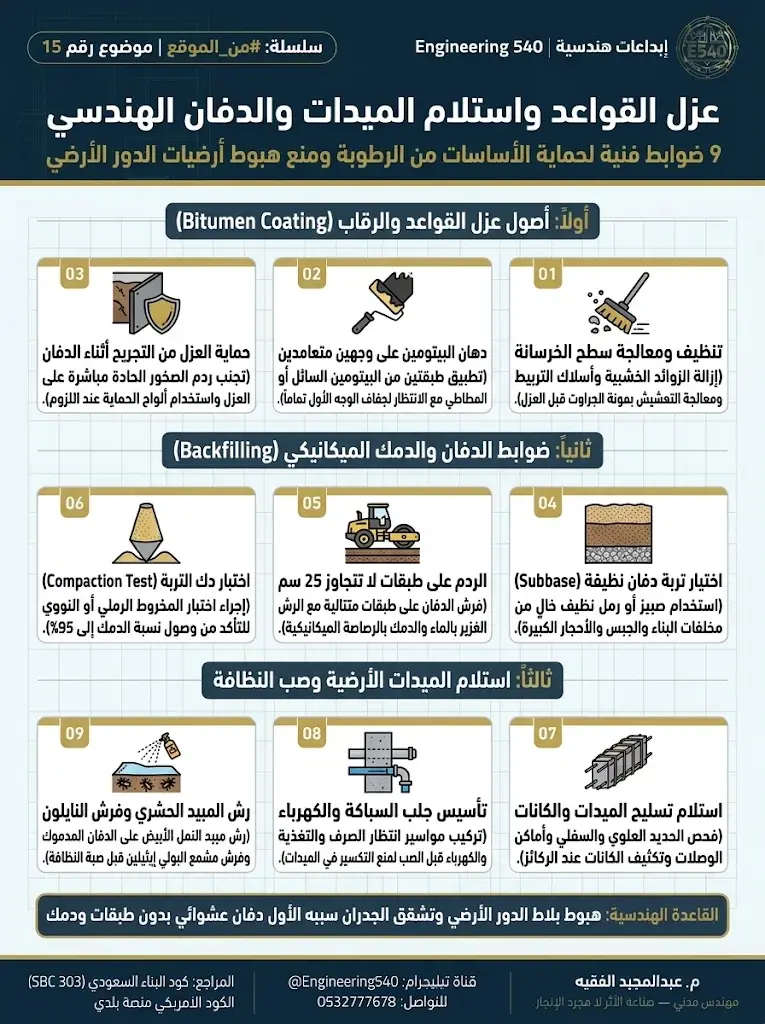 إبداعات هندسية | Engineering 540
E540
سلسلة: #من_الموقع | موضوع رقم 15
عزل القواعد واستلام الميدات والدفان الهندسي
9 ضوابط فنية لحماية الأساسات من الرطوبة ومنع هبوط أرضيات الدور الأرضي
أولاً: أصول عزل القواعد والرقاب (Bitumen Coating)
01
تنظيف ومعالجة سطح الخرسانة
(إزالة الزوائد الخشبية وأسلاك التربيط
ومعالجة التعشيش بمونة الجراوت قبل العزل).
02
دهان البيتومين على وجهين متعامدين
(تطبيق طبقتين من البيتومين السائل أو
المطاطي مع الانتظار لجفاف الوجه الأول تماماً).
03
حماية العزل من التجريح أثناء الدفان
(تجنب ردم الصخور الحادة مباشرة على
العزل واستخدام ألواح الحماية عند اللزوم).
ثانياً: ضوابط الدفان والدمك الميكانيكي (Backfilling)
04
اختيار تربة دفان نظيفة (Subbase)
(استخدام صبيز أو رمل نظيف خالٍ من
مخلفات البناء والجبس والأحجار الكبيرة).
05
الردم على طبقات لا تتجاوز 25 سم
(فرش الدفان على طبقات متتالية مع الرش
الغزير بالماء والدمك بالرصاصة الميكانيكية).
06
اختبار دك التربة (Compaction Test)
(إجراء اختبار المخروط الرملي أو النووي
للتأكد من وصول نسبة الدمك إلى 95%).
ثالثاً: استلام الميدات الأرضية وصب النظافة
07
استلام تسليح الميدات والكانات
(فحص الحديد العلوي والسفلي وأماكن
الوصلات وتكثيف الكانات عند الركائز).
08
تأسيس جلب السباكة والكهرباء
(تركيب مواسير انتظار الصرف والتغذية
والكهرباء قبل الصب لمنع التكسير في الميدات).
09
رش المبيد الحشري وفرش النايلون
(رش مبيد النمل الأبيض على الدفان المدموك
وفرش مشمع البولي إيثيلين قبل صبة النظافة).
القاعدة الهندسية: هبوط بلاط الدور الأرضي وتشقق الجدران سببه الأول دفان عشوائي بدون طبقات ودمك
م. عبدالمجيد الفقيه
مهندس مدني — صناعة الأثر لا مجرد الإنجاز
قناة تيليجرام: Engineering540@
للتواصل: 0532777678
المراجع: كود البناء السعودي (SBC 303)
الكود الأمريكي منصة بلدي